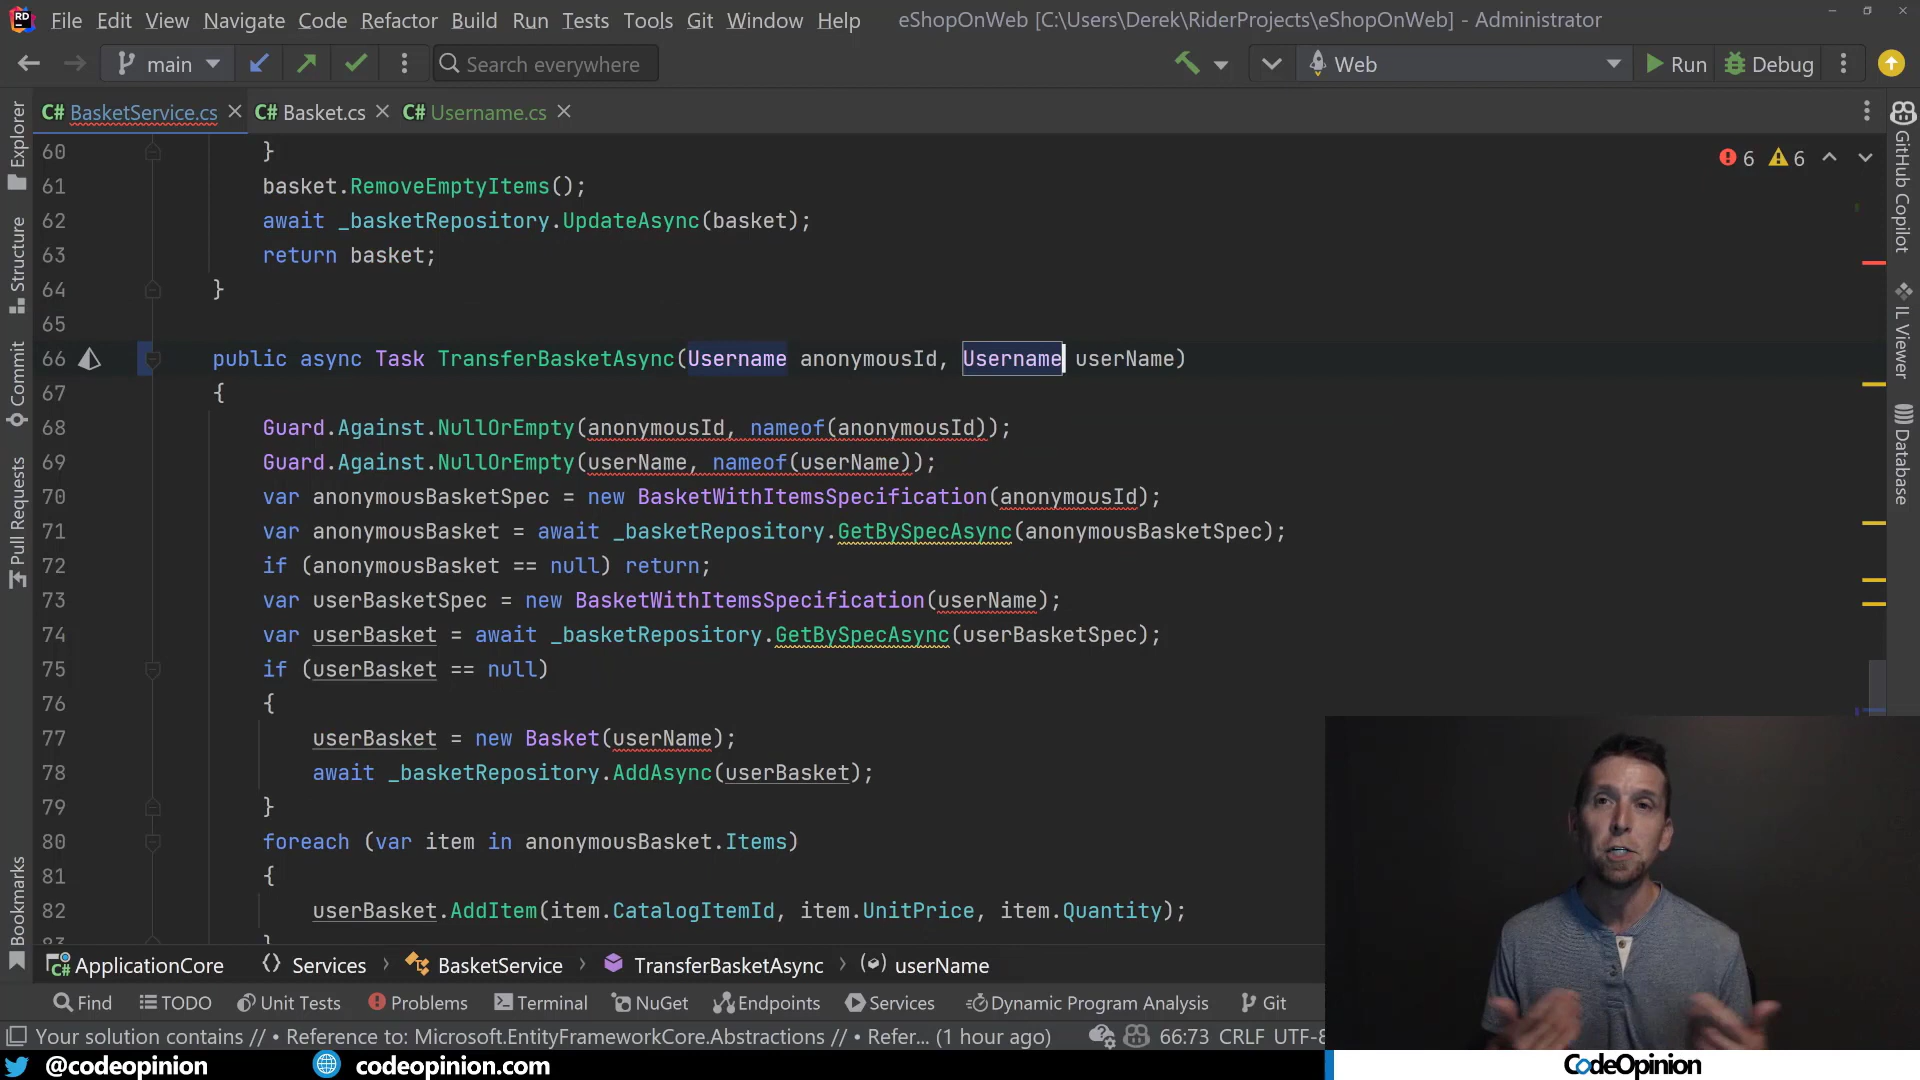 File Edit View Navigate Code Refactor Build Run Tests Tools Git Window Help eShopOnWeb [C:\Users\Derek\RiderProjects\eShopOnWeb] - Administrator
main Search everywhere Web Run Debug
C# BasketService.cs C# Basket.cs C# Username.cs
6 6
60 }
61 basket.RemoveEmptyItems();
62 await _basketRepository.UpdateAsync(basket);
63 return basket;
64 }
65
66 public async Task TransferBasketAsync(Username anonymousId, Username userName)
67 {
68 Guard.Against.NullOrEmpty(anonymousId, nameof(anonymousId));
69 Guard.Against.NullOrEmpty(userName, nameof(userName));
70 var anonymousBasketSpec = new BasketWithItemsSpecification(anonymousId);
71 var anonymousBasket = await _basketRepository.GetBySpecAsync(anonymousBasketSpec);
72 if (anonymousBasket == null) return;
73 var userBasketSpec = new BasketWithItemsSpecification(userName);
74 var userBasket = await _basketRepository.GetBySpecAsync(userBasketSpec);
75 if (userBasket == null)
76 {
77 userBasket = new Basket(userName);
78 await _basketRepository.AddAsync(userBasket);
79 }
80 foreach (var item in anonymousBasket.Items)
81 {
82 userBasket.AddItem(item.CatalogItemId, item.UnitPrice, item.Quantity);
83 }
Explorer
Structure
Commit
Pull Requests
Bookmarks
GitHub Copilot
IL Viewer
Database
ApplicationCore Services BasketService TransferBasketAsync userName
Find TODO Unit Tests Problems Terminal NuGet Endpoints Services Dynamic Program Analysis Git
Your solution contains // • Reference to: Microsoft.EntityFrameworkCore.Abstractions // • Refer... (1 hour ago) 66:73 CRLF UTF-8
@codeopinion codeopinion.com CodeOpinion